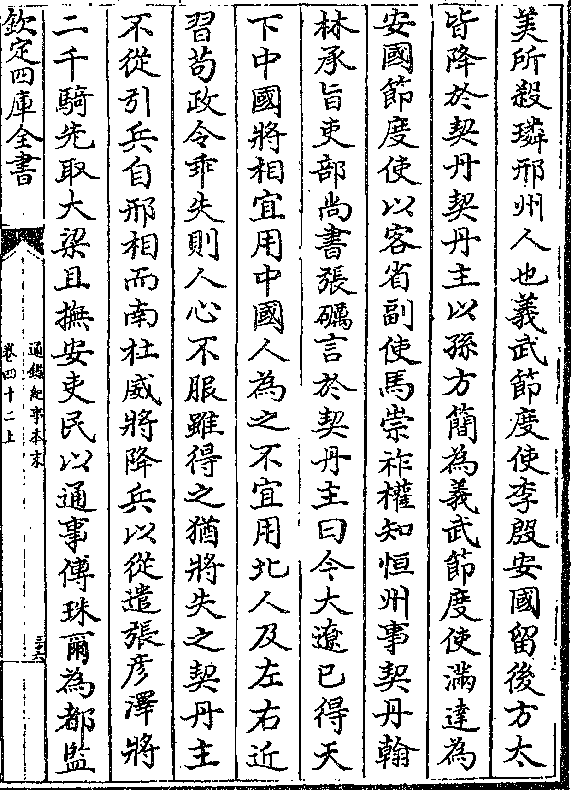 美所殺璘邢州人也義武節度使李殷安國留後方太
皆降於契丹契丹主以孫方簡為義武節度使滿達為
安國節度使以客省副使馬崇祚權知恒州事契丹翰
林承旨吏部尚書張礪言於契丹主曰今大遼已得天
下中國將相宜用中國人為之不宜用北人及左右近
習苟政令乖失則人心不服雖得之猶將失之契丹主
不從引兵自邢相而南杜威將降兵以從遣張彥澤將
二千騎先取大梁且撫安吏民以通事傅珠爾為都監
欽定四庫全書
通鑑紀事本末
卷四十二上
三六